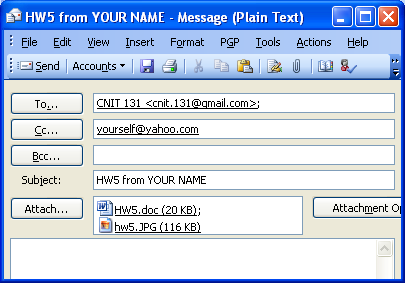 HW5 from YOUR NAME - Message (Plain Text)
File Edit View Insert Format PGP Tools Actions Help
Send Accounts
To... CNIT 131 <cnit.131@gmail.com>;
Cc... yourself@yahoo.com
Bcc...
Subject: HW5 from YOUR NAME
Attach... HW5.doc (20 KB);
hw5.JPG (116 KB)
Attachment Op